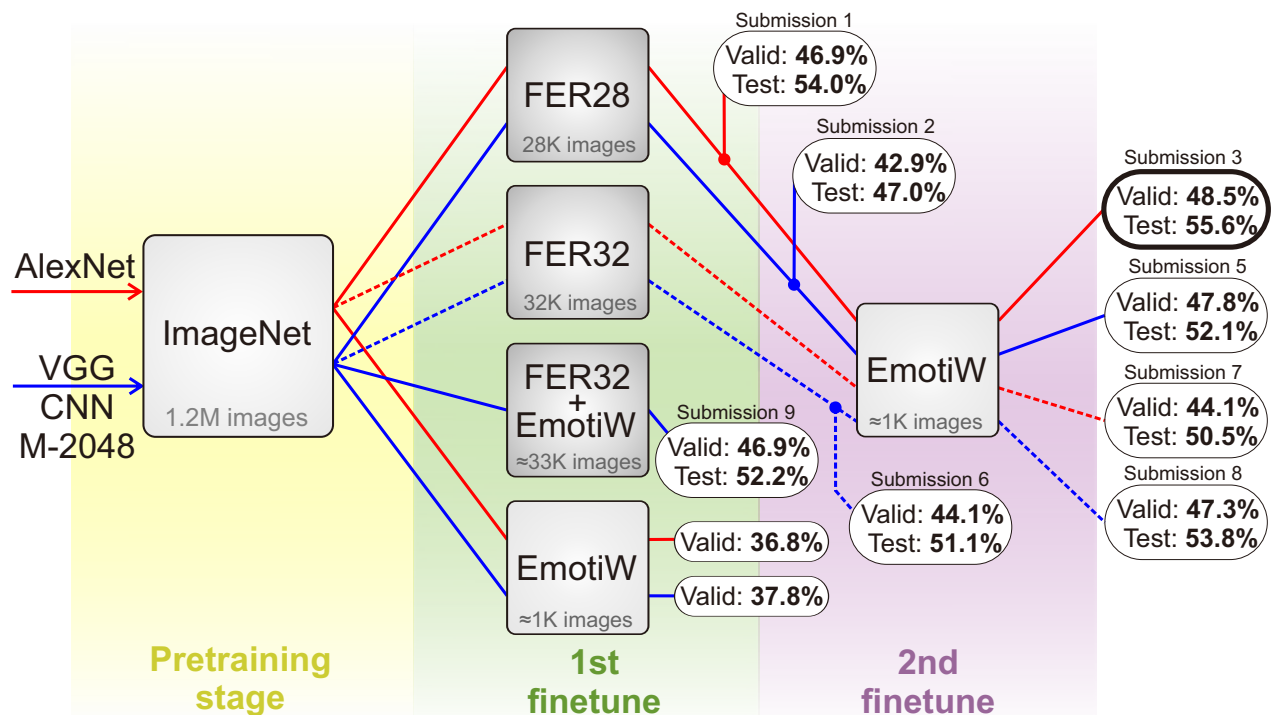 AlexNet
VGG
CNN
M-2048
ImageNet
1.2M images
Pretraining
stage
FER28
28K images
FER32
32K images
FER32
+
EmotiW
≈33K images
EmotiW
≈1K images
1st
finetune
Submission 1
Valid: 46.9%
Test: 54.0%
Submission 2
Valid: 42.9%
Test: 47.0%
Submission 9
Valid: 46.9%
Test: 52.2%
Valid: 36.8%
Valid: 37.8%
Submission 6
Valid: 44.1%
Test: 51.1%
EmotiW
≈1K images
2nd
finetune
Submission 3
Valid: 48.5%
Test: 55.6%
Submission 5
Valid: 47.8%
Test: 52.1%
Submission 7
Valid: 44.1%
Test: 50.5%
Submission 8
Valid: 47.3%
Test: 53.8%